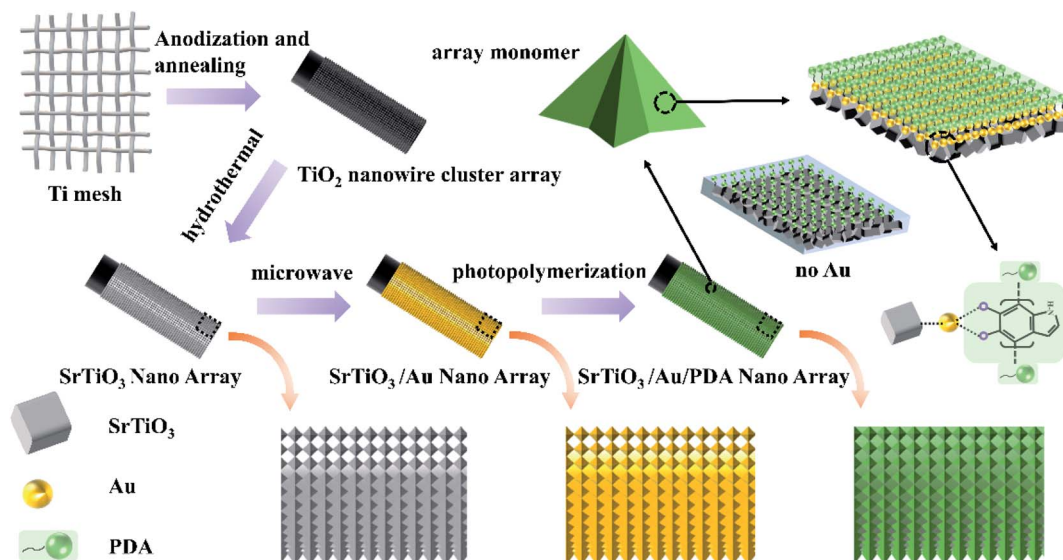 Anodization and
annealing
Ti mesh
TiO₂ nanowire cluster array
array monomer
hydrothermal
no Au
microwave
photopolymerization
SrTiO₃ Nano Array
SrTiO₃/Au Nano Array
SrTiO₃/Au/PDA Nano Array
H
N
SrTiO₃
Au
PDA